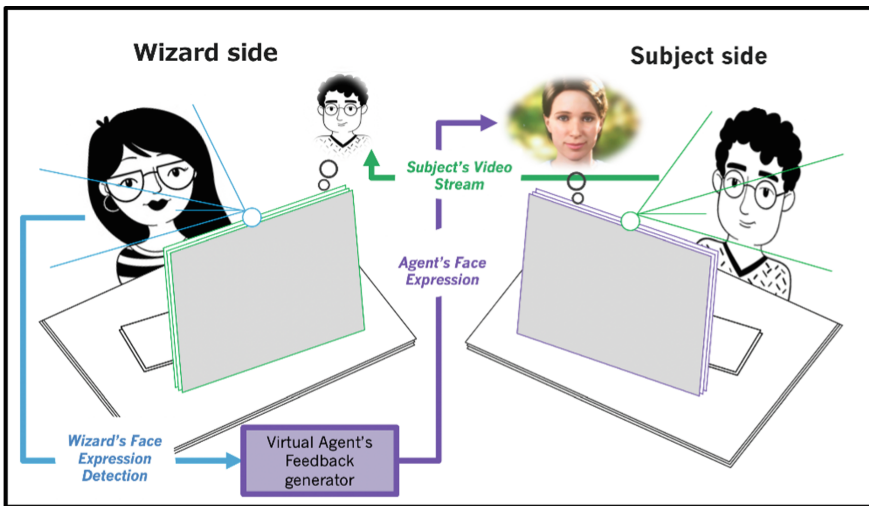 Wizard side
Subject side
Subject's Video
Stream
Agent's Face
Expression
Wizard's Face
Expression
Detection
Virtual Agent's
Feedback
generator